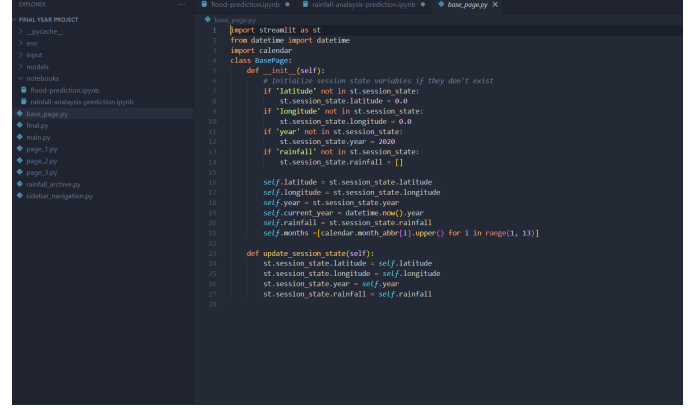 EXPLORER
FINAL YEAR PROJECT
> __pycache__
> env
> input
> models
notebooks
flood-prediction.ipynb
rainfall-analaysis-prediction.ipynb
base_page.py
final.py
main.py
page_1.py
page_2.py
page_3.py
rainfall_archive.py
sidebar_navigation.py
flood-prediction.ipynb ●
rainfall-analaysis-prediction.ipynb ●
base_page.py ×
base_page.py
1 import streamlit as st
2 from datetime import datetime
3 import calendar
4 class BasePage:
5 def __init__(self):
6 # Initialize session state variables if they don't exist
7 if 'latitude' not in st.session_state:
8 st.session_state.latitude = 0.0
9 if 'longitude' not in st.session_state:
10 st.session_state.longitude = 0.0
11 if 'year' not in st.session_state:
12 st.session_state.year = 2020
13 if 'rainfall' not in st.session_state:
14 st.session_state.rainfall = []
15
16 self.latitude = st.session_state.latitude
17 self.longitude = st.session_state.longitude
18 self.year = st.session_state.year
19 self.current_year = datetime.now().year
20 self.rainfall = st.session_state.rainfall
21 self.months =[calendar.month_abbr[i].upper() for i in range(1, 13)]
22
23 def update_session_state(self):
24 st.session_state.latitude = self.latitude
25 st.session_state.longitude = self.longitude
26 st.session_state.year = self.year
27 st.session_state.rainfall = self.rainfall
28